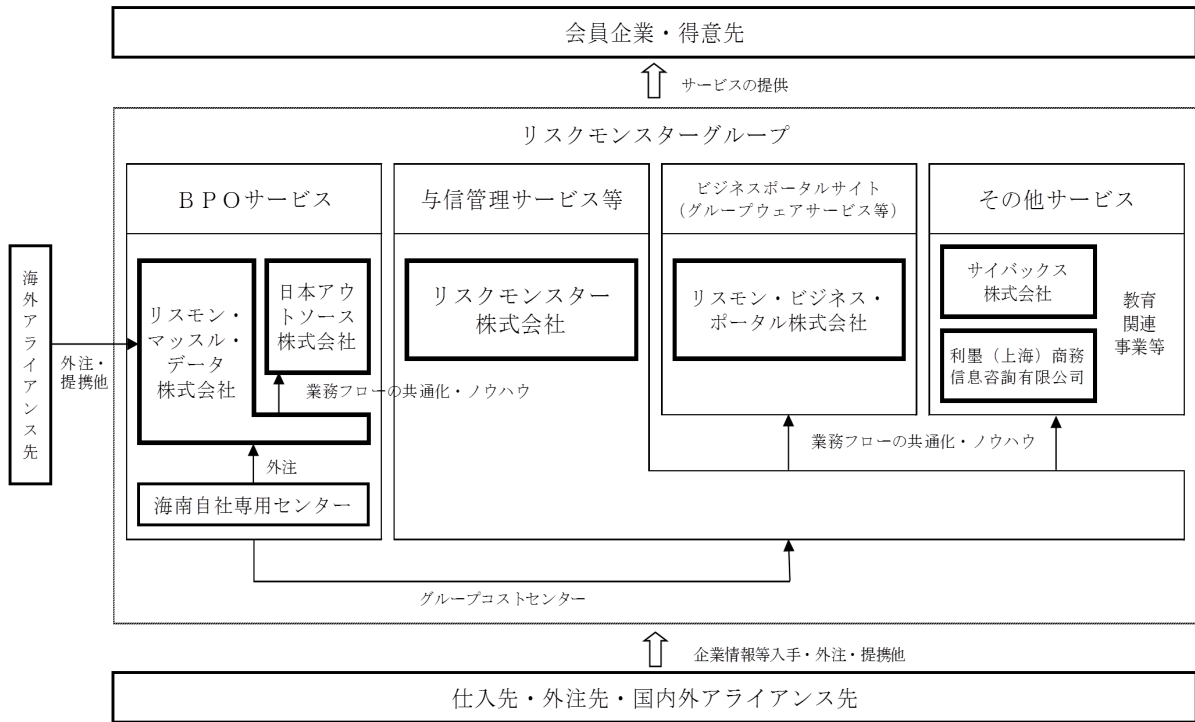 会員企業・得意先
サービスの提供
リスクモンスターグループ
ＢＰＯサービス
与信管理サービス等
ビジネスポータルサイト
（グループウェアサービス等）
その他サービス
海外アライアンス先
外注・
提携他
リスモン・
マッスル・
データ
株式会社
日本アウ
トソース
株式会社
リスクモンスター
株式会社
リスモン・ビジネス・
ポータル株式会社
サイバックス
株式会社
利墨（上海）商務
信息咨詢有限公司
教育
関連
事業等
業務フローの共通化・ノウハウ
業務フローの共通化・ノウハウ
外注
海南自社専用センター
グループコストセンター
企業情報等入手・外注・提携他
仕入先・外注先・国内外アライアンス先